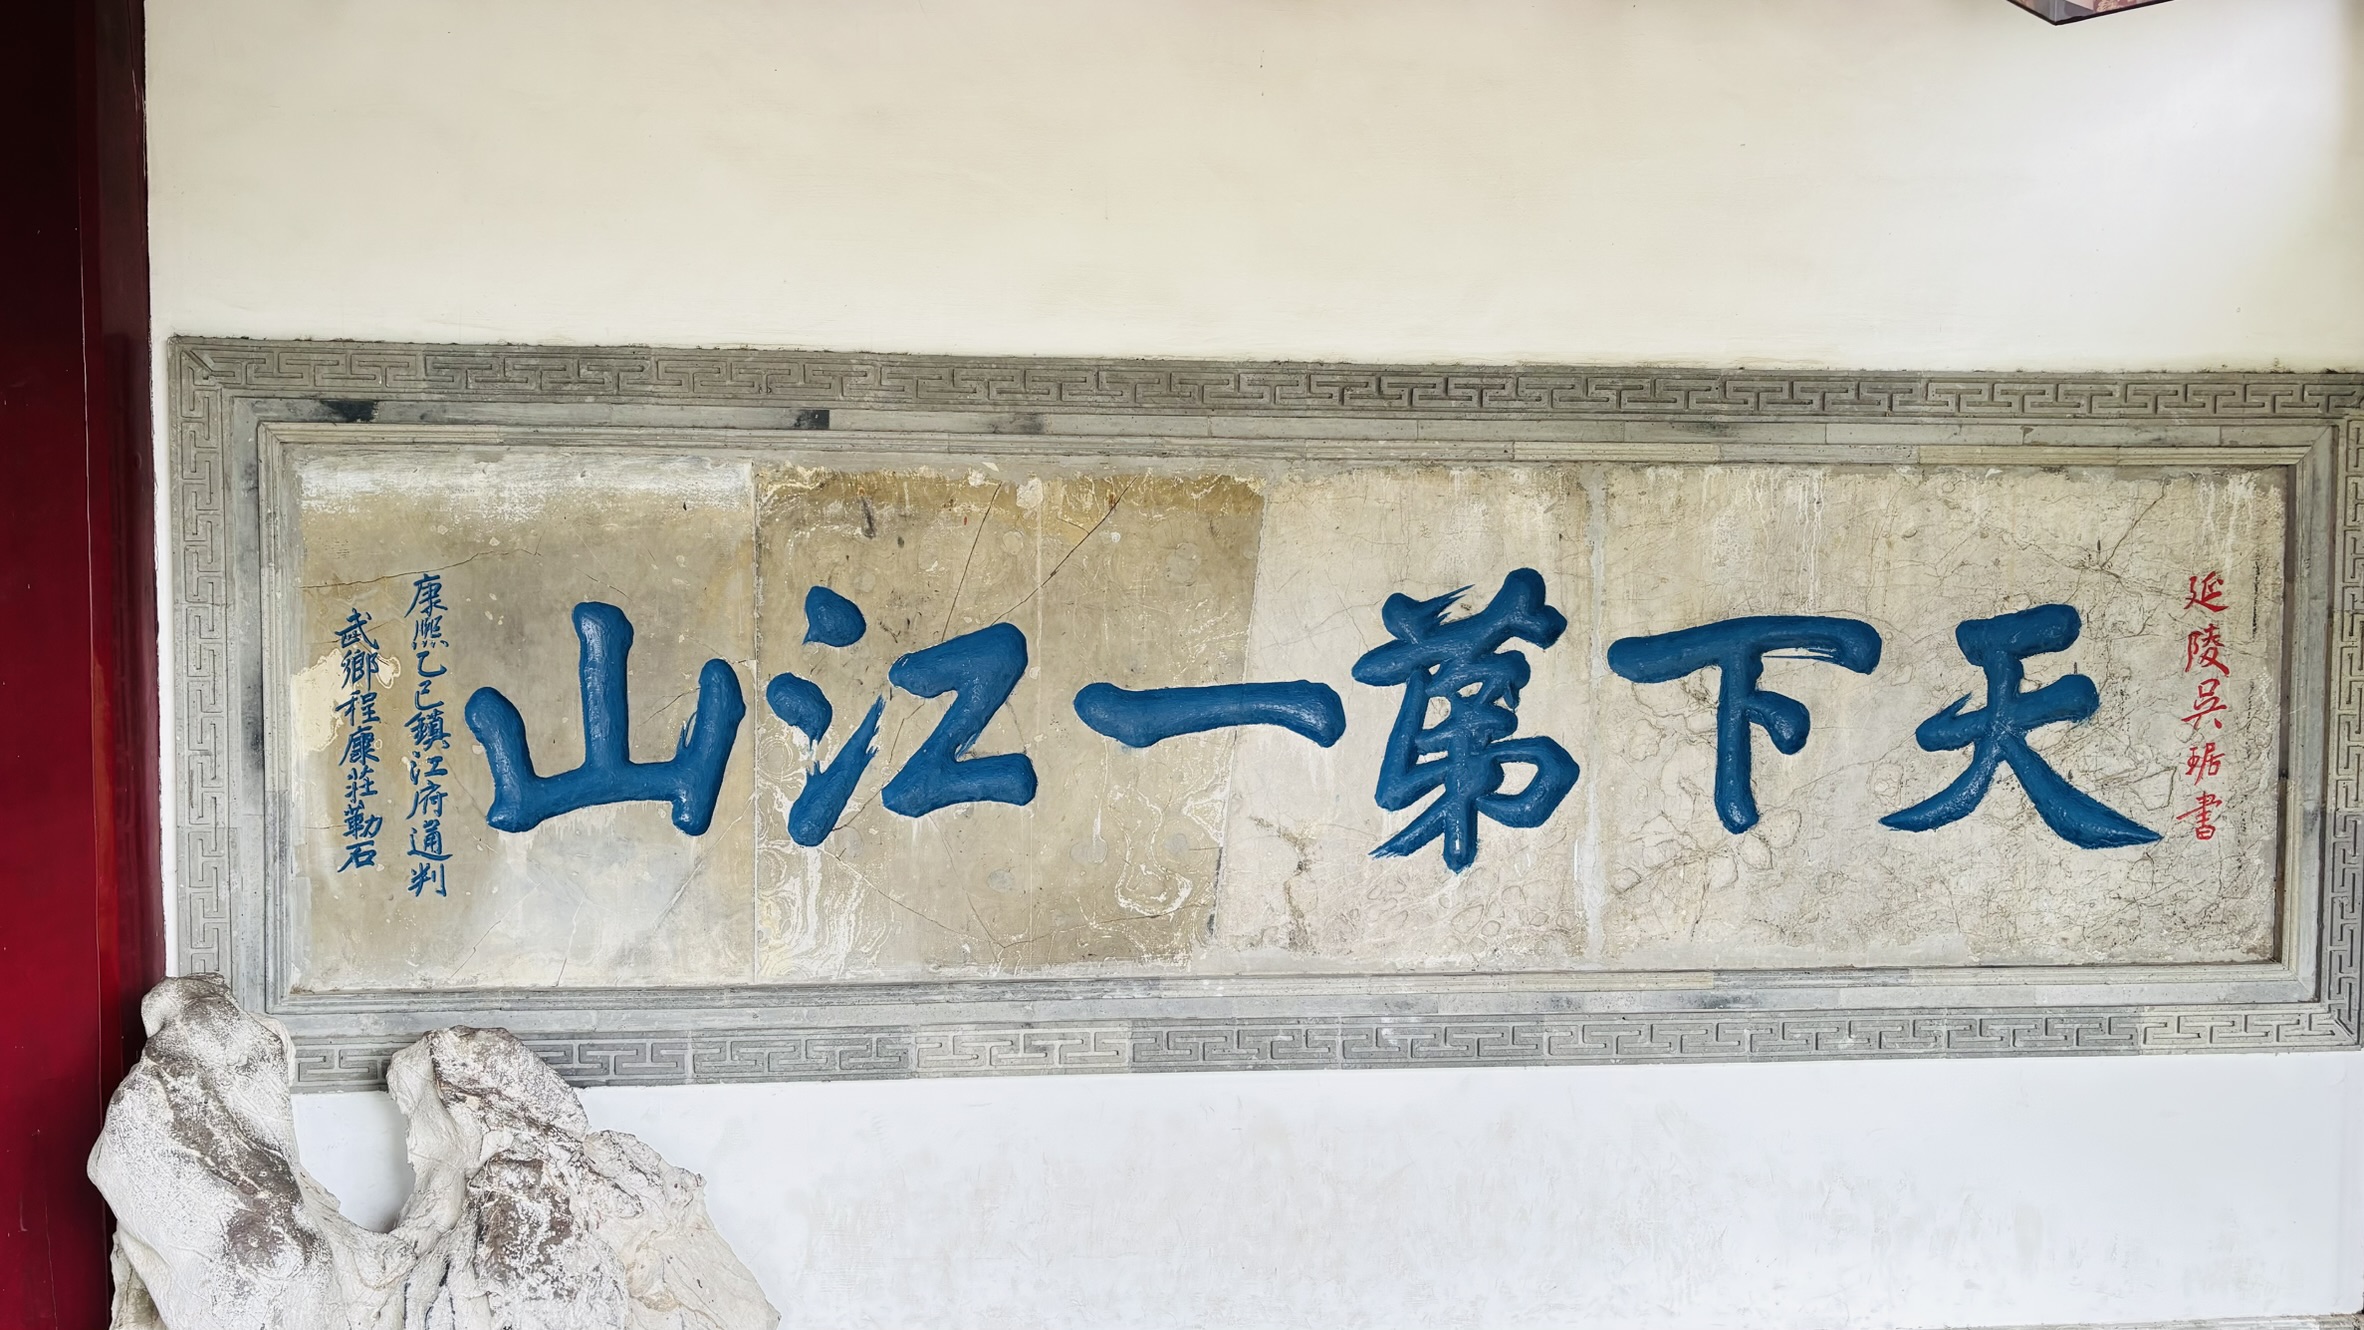 延陵吳琚書
天下第一江山
康熙乙巳鎮江府通判
武鄉程康莊勒石